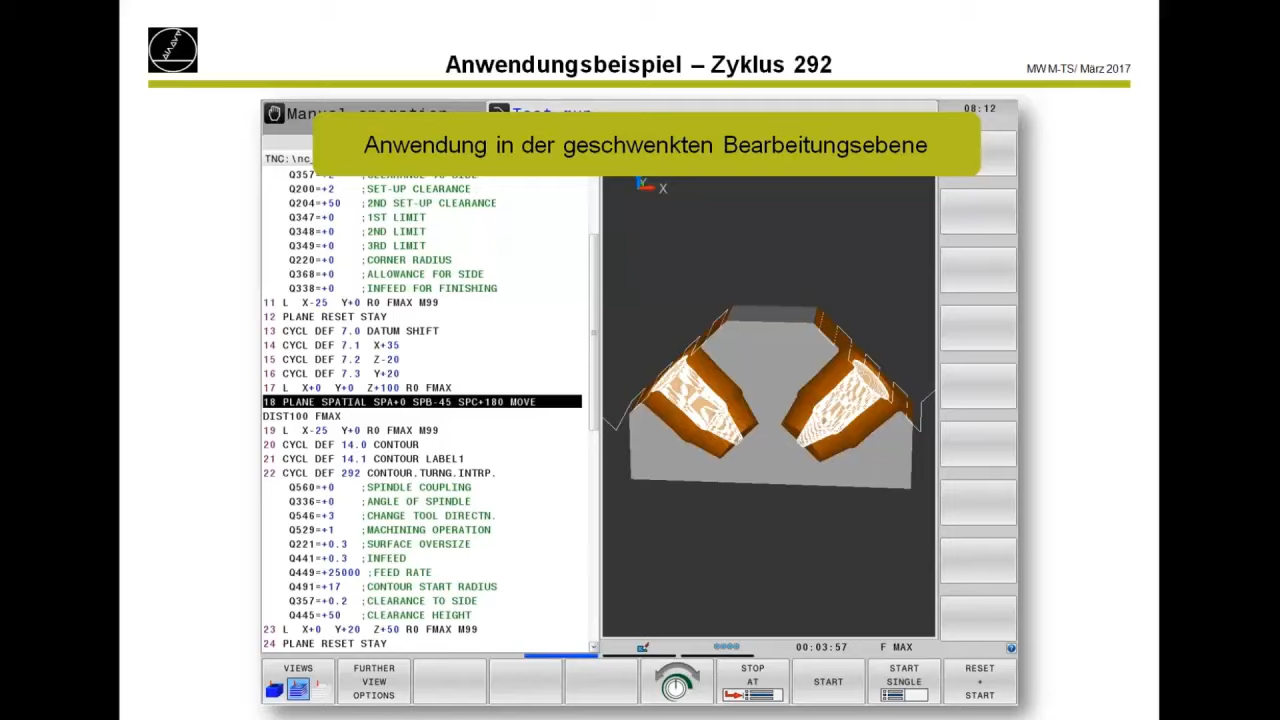 Anwendungsbeispiel – Zyklus 292
MWM-TS/ März 2017
08:12
Anwendung in der geschwenkten Bearbeitungsebene
TNC:\nc_
Q200=+2 ;SET-UP CLEARANCE
Q204=+50 ;2ND SET-UP CLEARANCE
Q347=+0 ;1ST LIMIT
Q348=+0 ;2ND LIMIT
Q349=+0 ;3RD LIMIT
Q220=+0 ;CORNER RADIUS
Q368=+0 ;ALLOWANCE FOR SIDE
Q338=+0 ;INFEED FOR FINISHING
11 L X-25 Y+0 R0 FMAX M99
12 PLANE RESET STAY
13 CYCL DEF 7.0 DATUM SHIFT
14 CYCL DEF 7.1 X+35
15 CYCL DEF 7.2 Z-20
16 CYCL DEF 7.3 Y+20
17 L X+0 Y+0 Z+100 R0 FMAX
18 PLANE SPATIAL SPA+0 SPB-45 SPC+180 MOVE
DIST100 FMAX
19 L X-25 Y+0 R0 FMAX M99
20 CYCL DEF 14.0 CONTOUR
21 CYCL DEF 14.1 CONTOUR LABEL1
22 CYCL DEF 292 CONTOUR.TURNG.INTRP.
Q560=+0 ;SPINDLE COUPLING
Q336=+0 ;ANGLE OF SPINDLE
Q546=+3 ;CHANGE TOOL DIRECTN.
Q529=+1 ;MACHINING OPERATION
Q221=+0.3 ;SURFACE OVERSIZE
Q441=+0.3 ;INFEED
Q449=+25000 ;FEED RATE
Q491=+17 ;CONTOUR START RADIUS
Q357=+0.2 ;CLEARANCE TO SIDE
Q445=+50 ;CLEARANCE HEIGHT
23 L X+0 Y+20 Z+50 R0 FMAX M99
24 PLANE RESET STAY
Y
X
00:03:57 F MAX
VIEWS
FURTHER
VIEW
OPTIONS
STOP
AT
START
START
SINGLE
RESET
+
START